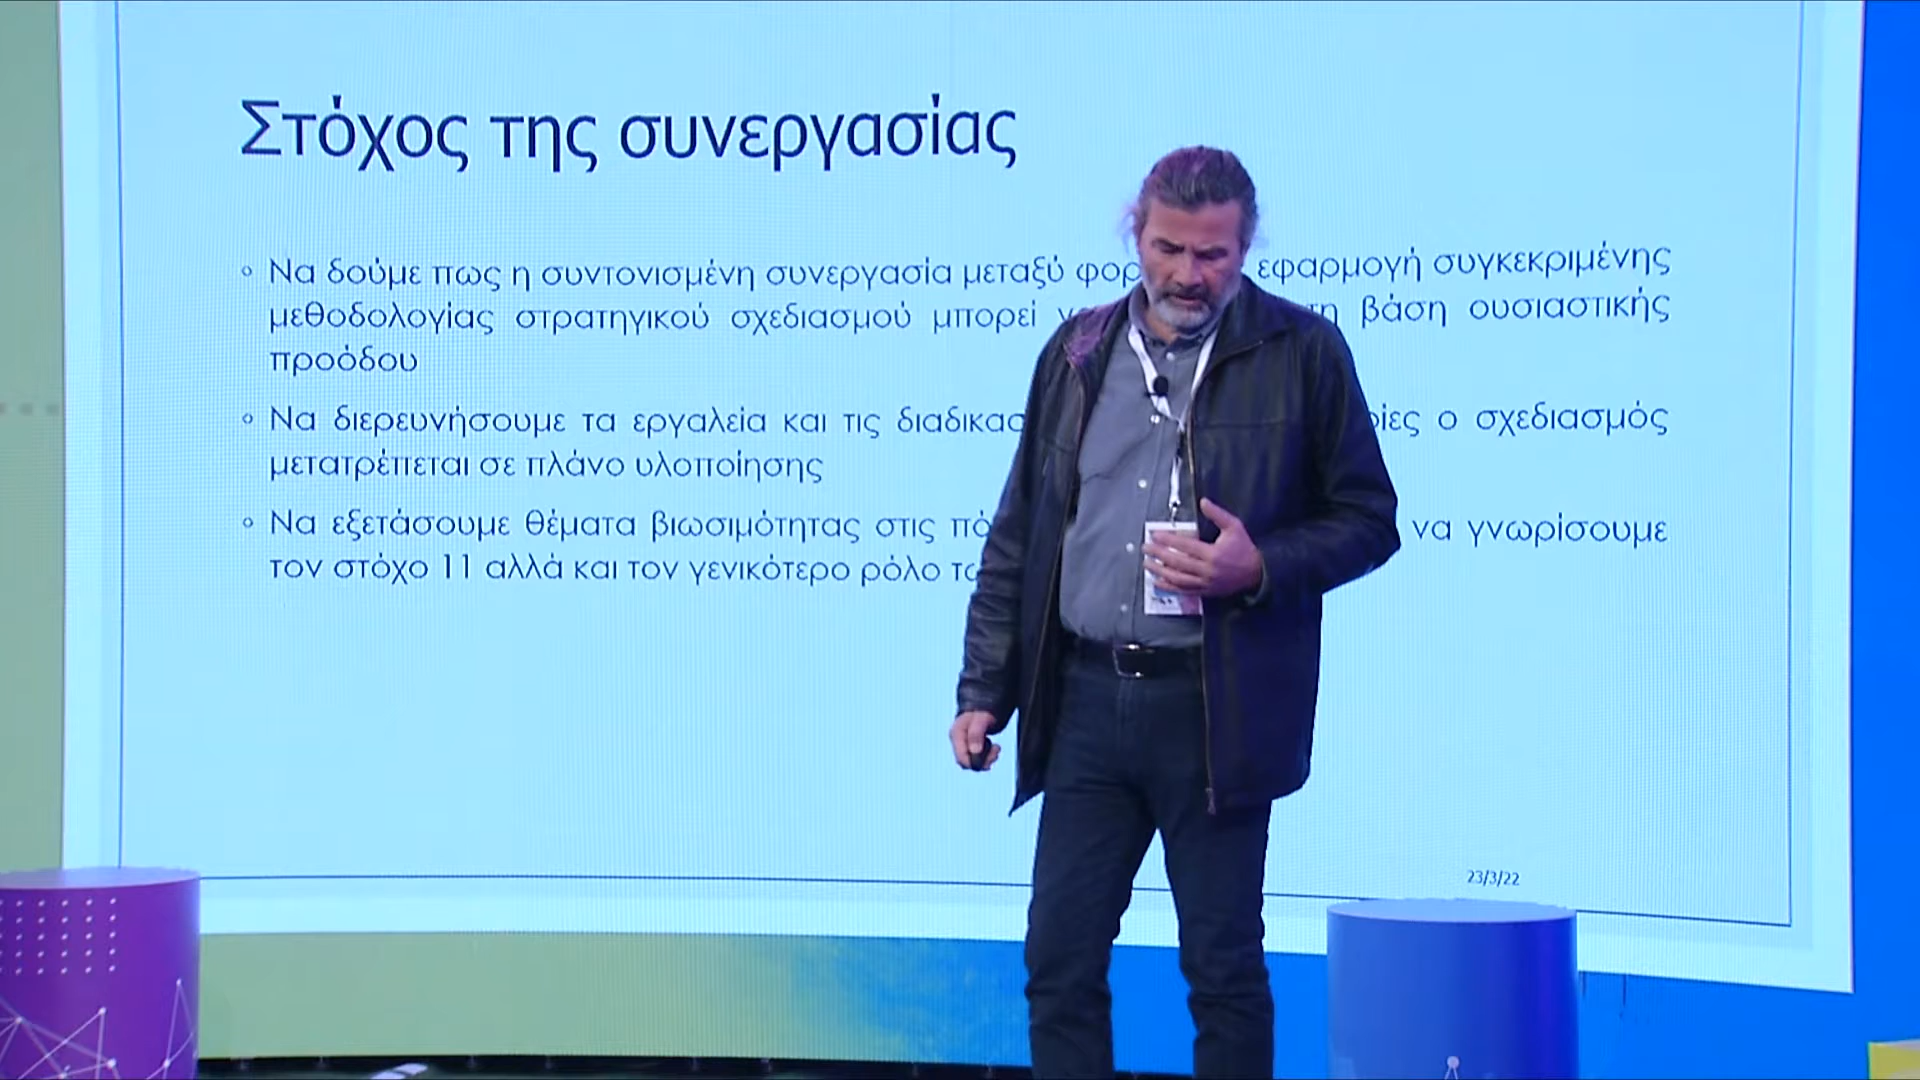 Στόχος της συνεργασίας
Να δούμε πως η συντονισμένη συνεργασία μεταξύ εφαρμογή συγκεκριμένης
μεθοδολογίας στρατηγικού σχεδιασμού μπορεί βάση ουσιαστικής
προόδου
Να διερευνήσουμε τα εργαλεία και τις ο σχεδιασμός
μετατρέπεται σε πλάνο υλοποίησης
Να εξετάσουμε θέματα βιωσιμότητας στις να γνωρίσουμε
τον στόχο 11 αλλά και τον γενικότερο ρόλο
23/3/22